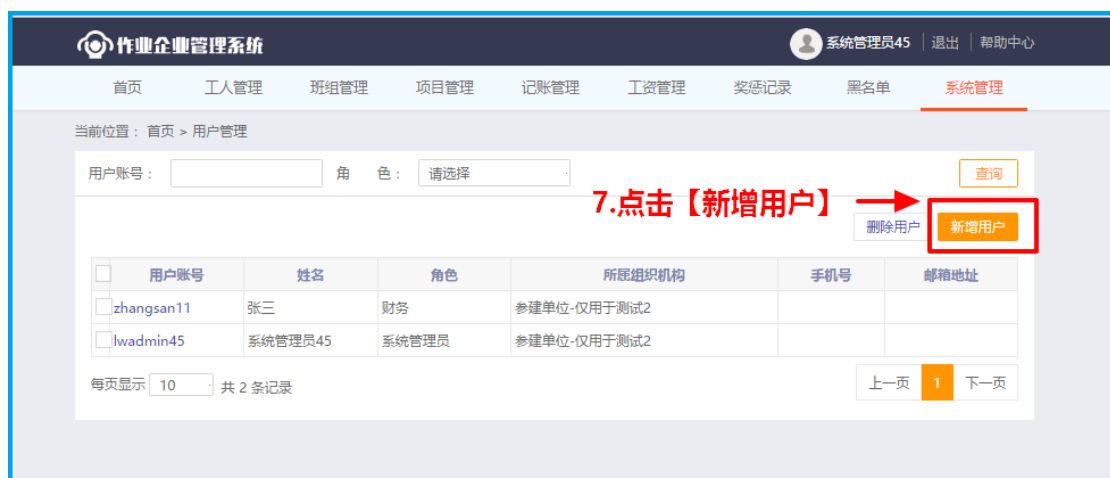 作业企业管理系统 系统管理员45 退出 帮助中心
首页 工人管理 班组管理 项目管理 记账管理 工资管理 奖惩记录 黑名单 系统管理
当前位置： 首页 > 用户管理
用户账号： 角 色： 请选择 查询
7.点击【新增用户】
删除用户 新增用户
用户账号 姓名 角色 所居组织机构 手机号 邮箱地址
zhangsan11 张三 财务 参建单位-仅用于测试2
lwadmin45 系统管理员45 系统管理员 参建单位-仅用于测试2
每页显示 10 共 2 条记录 上一页 1 下一页